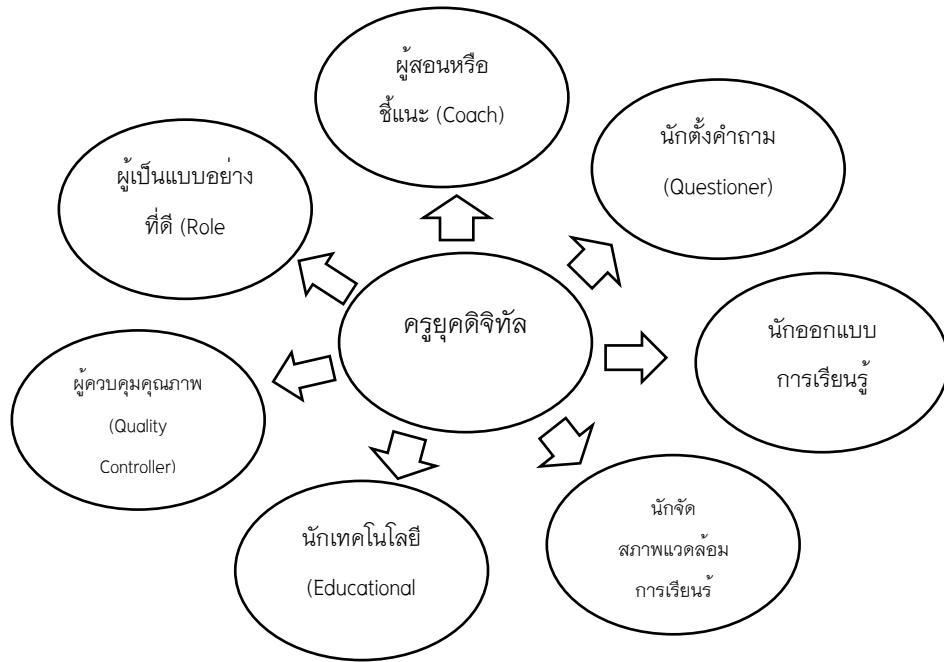 ผู้สอนหรือ
ชี้แนะ (Coach)
นักตั้งคำถาม
(Questioner)
ผู้เป็นแบบอย่าง
ที่ดี (Role
ครูยุคดิจิทัล
นักออกแบบ
การเรียนรู้
ผู้ควบคุมคุณภาพ
(Quality
Controller)
นักเทคโนโลยี
(Educational
นักจัด
สภาพแวดล้อม
การเรียนรู้